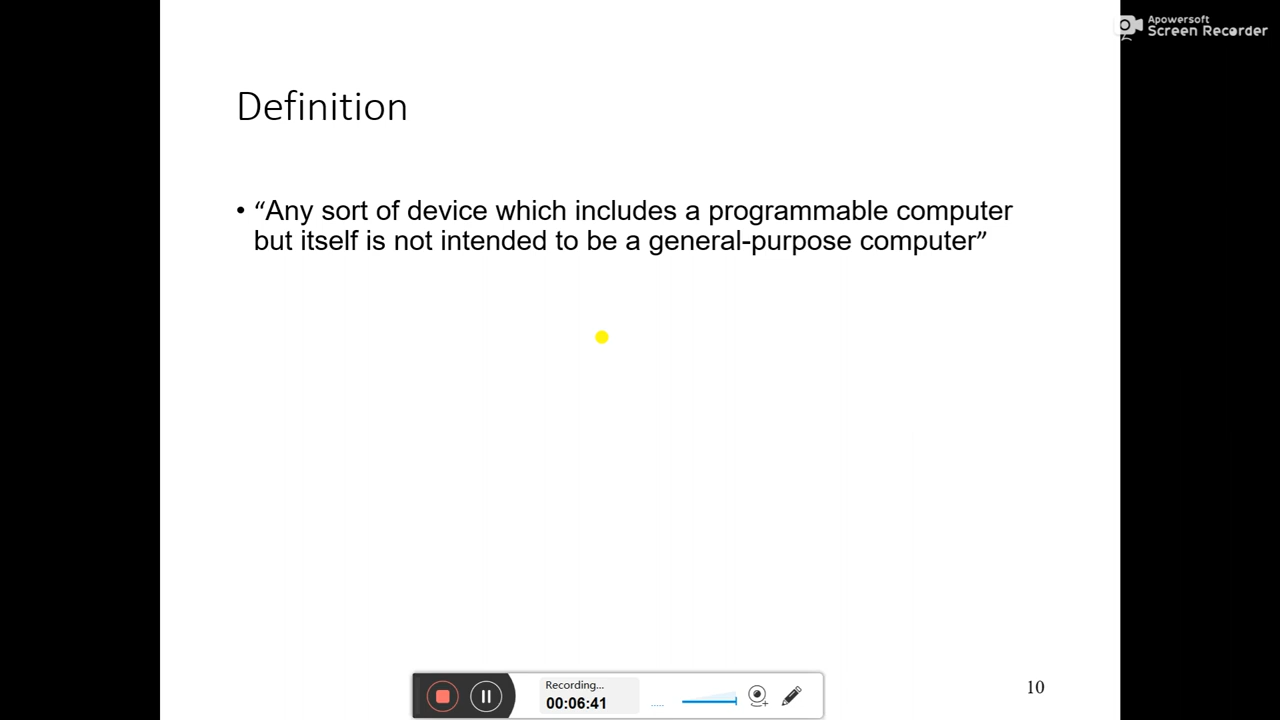 Apowersoft
Screen Recorder
Definition
• “Any sort of device which includes a programmable computer
but itself is not intended to be a general-purpose computer”
Recording...
00:06:41
10